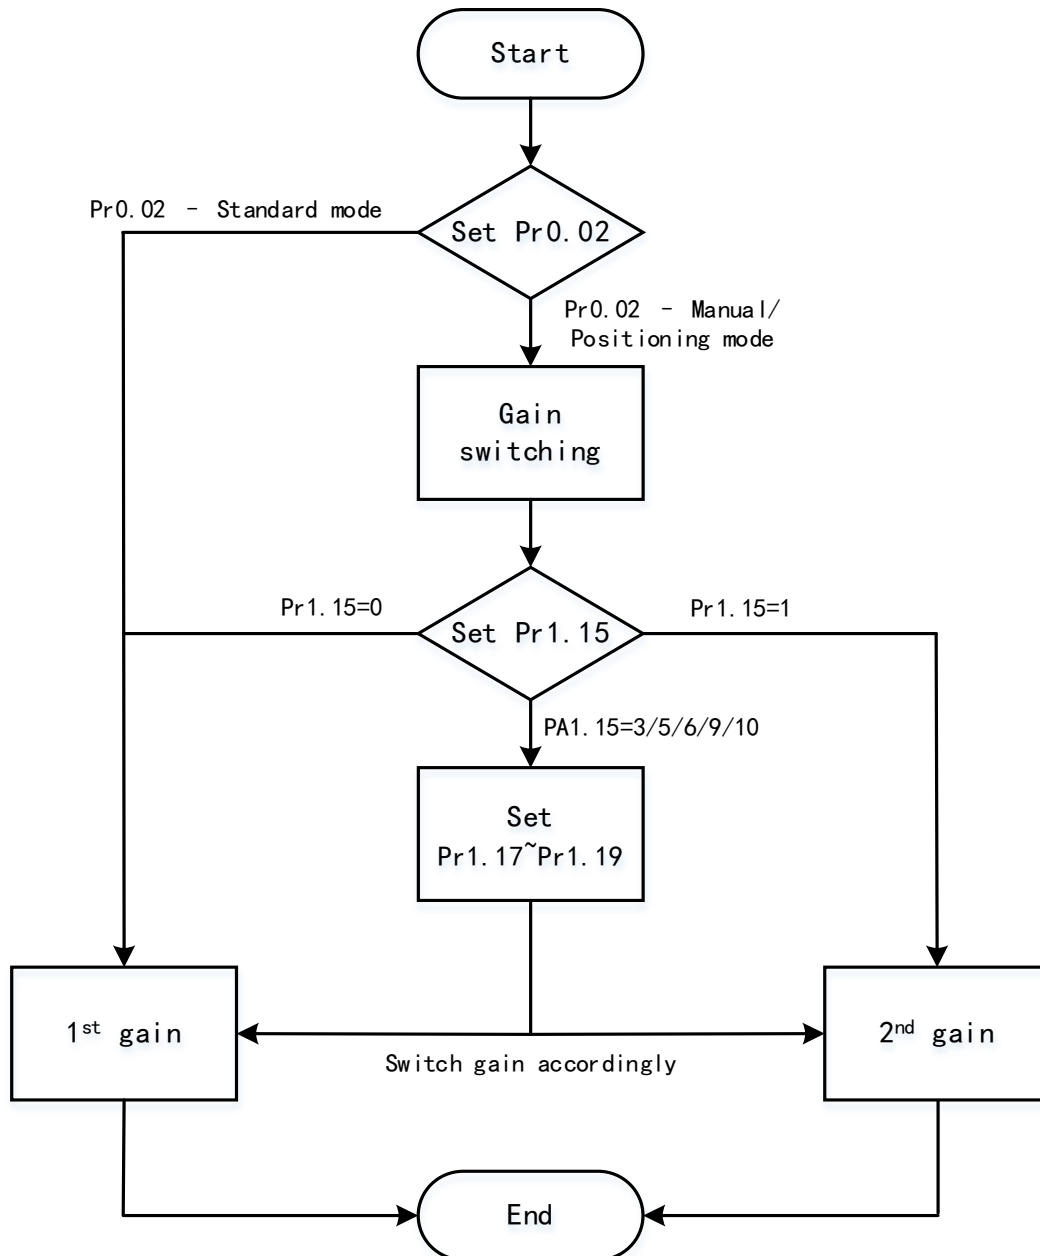 Start
Pr0.02 - Standard mode
Set Pr0.02
Pr0.02 - Manual/
Positioning mode
Gain
switching
Pr1.15=0
Set Pr1.15
Pr1.15=1
PA1.15=3/5/6/9/10
Set
Pr1.17~Pr1.19
1st gain
2nd gain
Switch gain accordingly
End